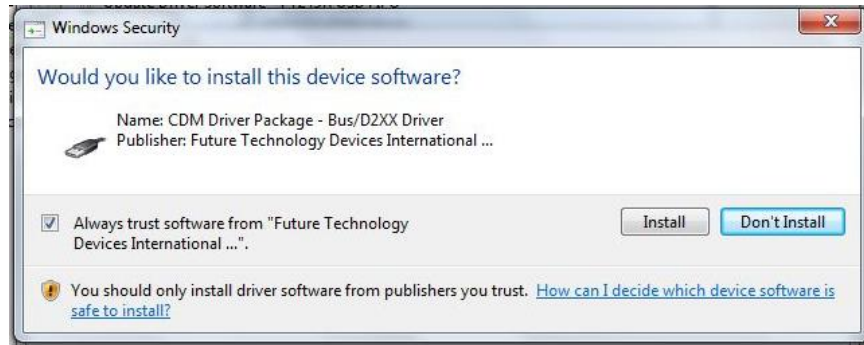 Windows Security
Would you like to install this device software?
Name: CDM Driver Package - Bus/D2XX Driver
Publisher: Future Technology Devices International ...
Always trust software from "Future Technology
Devices International ...".
Install
Don't Install
You should only install driver software from publishers you trust. How can I decide which device software is
safe to install?